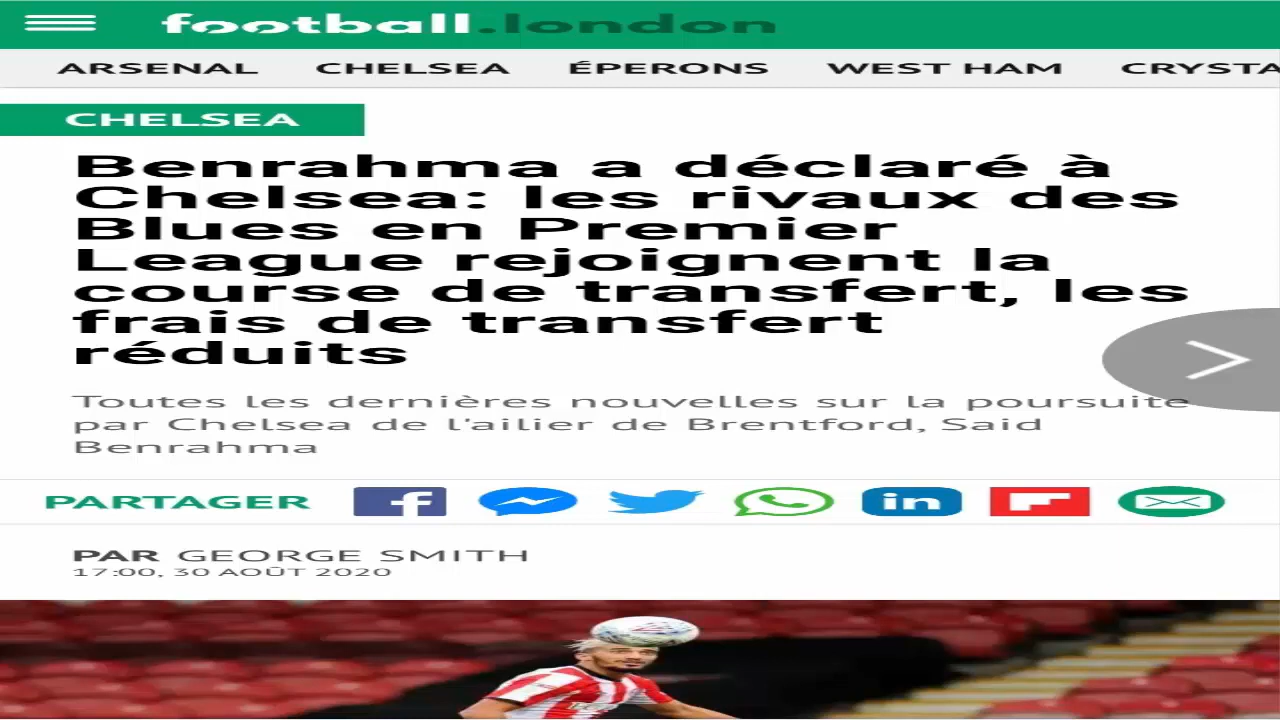 football.london
ARSENAL CHELSEA ÉPERONS WEST HAM CRYSTA
CHELSEA
Benrahma a déclaré à
Chelsea: les rivaux des
Blues en Premier
League rejoignent la
course de transfert, les
frais de transfert
réduits
Toutes les dernières nouvelles sur la poursuite
par Chelsea de l'ailier de Brentford, Said
Benrahma
PARTAGER
PAR GEORGE SMITH
17:00, 30 AOÛT 2020